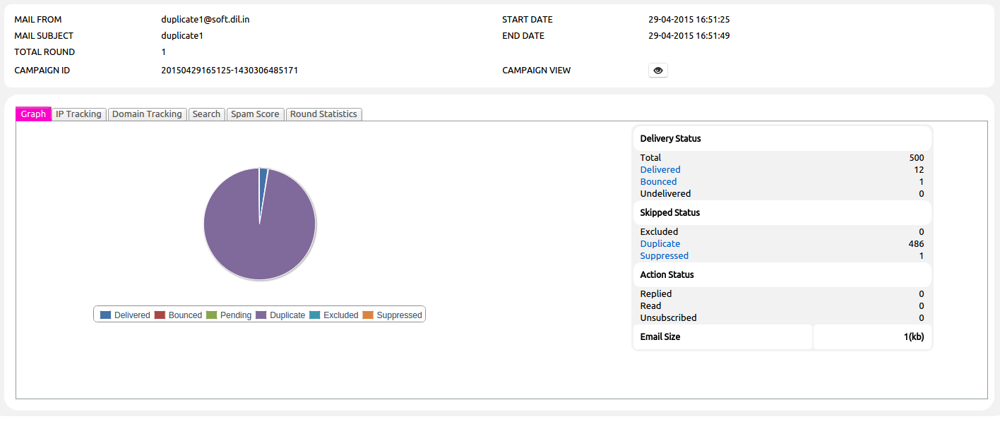 MAIL FROM duplicate1@soft.dil.in START DATE 29-04-2015 16:51:25
MAIL SUBJECT duplicate1 END DATE 29-04-2015 16:51:49
TOTAL ROUND 1
CAMPAIGN ID 20150429165125-1430306485171 CAMPAIGN VIEW
Graph IP Tracking Domain Tracking Search Spam Score Round Statistics
Delivery Status
Total 500
Delivered 12
Bounced 1
Undelivered 0
Skipped Status
Excluded 0
Duplicate 486
Suppressed 1
Action Status
Replied 0
Read 0
Unsubscribed 0
Email Size 1(kb)
Delivered Bounced Pending Duplicate Excluded Suppressed